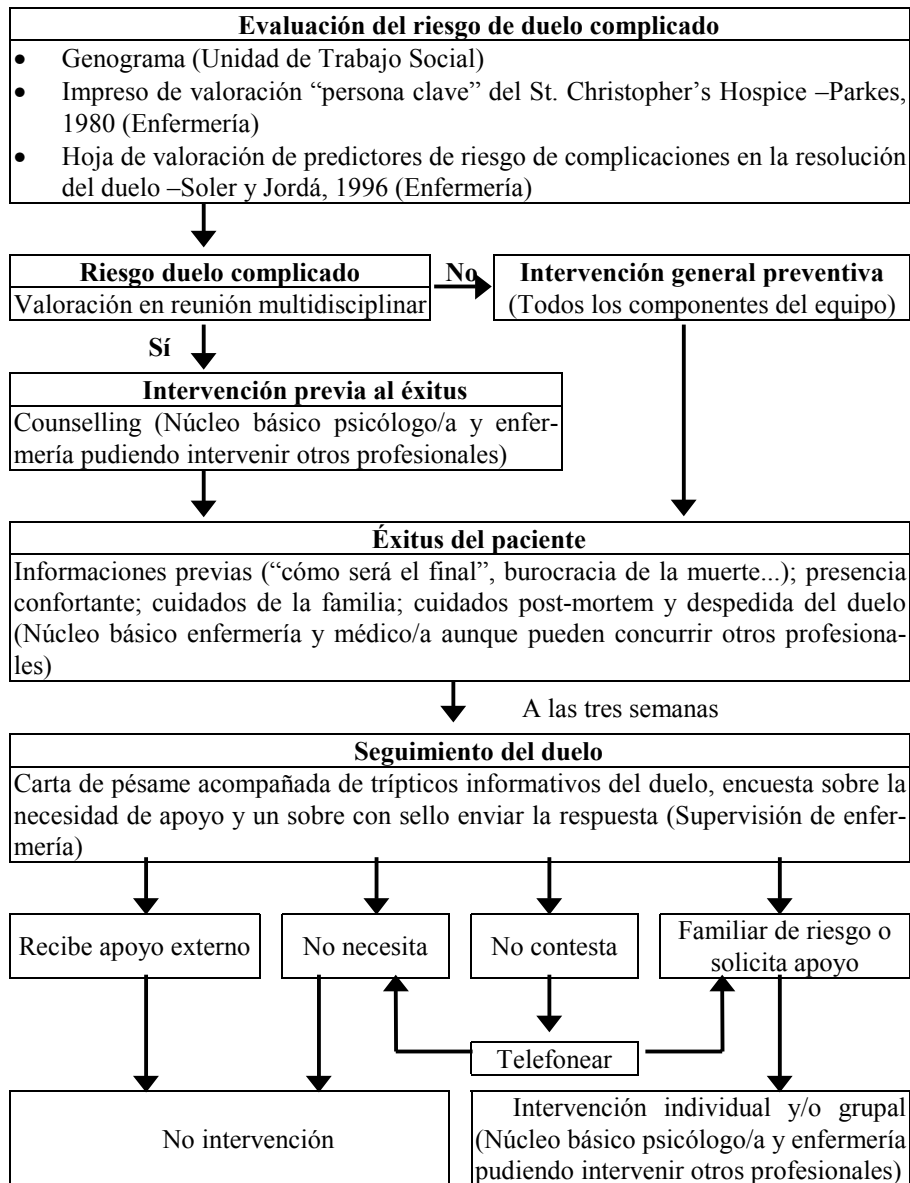 Evaluación del riesgo de duelo complicado
• Genograma (Unidad de Trabajo Social)
• Impreso de valoración “persona clave” del St. Christopher’s Hospice –Parkes,
1980 (Enfermería)
• Hoja de valoración de predictores de riesgo de complicaciones en la resolución
del duelo –Soler y Jordá, 1996 (Enfermería)
Riesgo duelo complicado
Valoración en reunión multidisciplinar
No
Intervención general preventiva
(Todos los componentes del equipo)
Sí
Intervención previa al éxitus
Counselling (Núcleo básico psicólogo/a y enfer-
mería pudiendo intervenir otros profesionales)
Éxitus del paciente
Informaciones previas (“cómo será el final”, burocracia de la muerte...); presencia
confortante; cuidados de la familia; cuidados post-mortem y despedida del duelo
(Núcleo básico enfermería y médico/a aunque pueden concurrir otros profesiona-
les)
A las tres semanas
Seguimiento del duelo
Carta de pésame acompañada de trípticos informativos del duelo, encuesta sobre la
necesidad de apoyo y un sobre con sello enviar la respuesta (Supervisión de enfer-
mería)
Recibe apoyo externo
No necesita
No contesta
Familiar de riesgo o
solicita apoyo
Telefonear
No intervención
Intervención individual y/o grupal
(Núcleo básico psicólogo/a y enfermería
pudiendo intervenir otros profesionales)